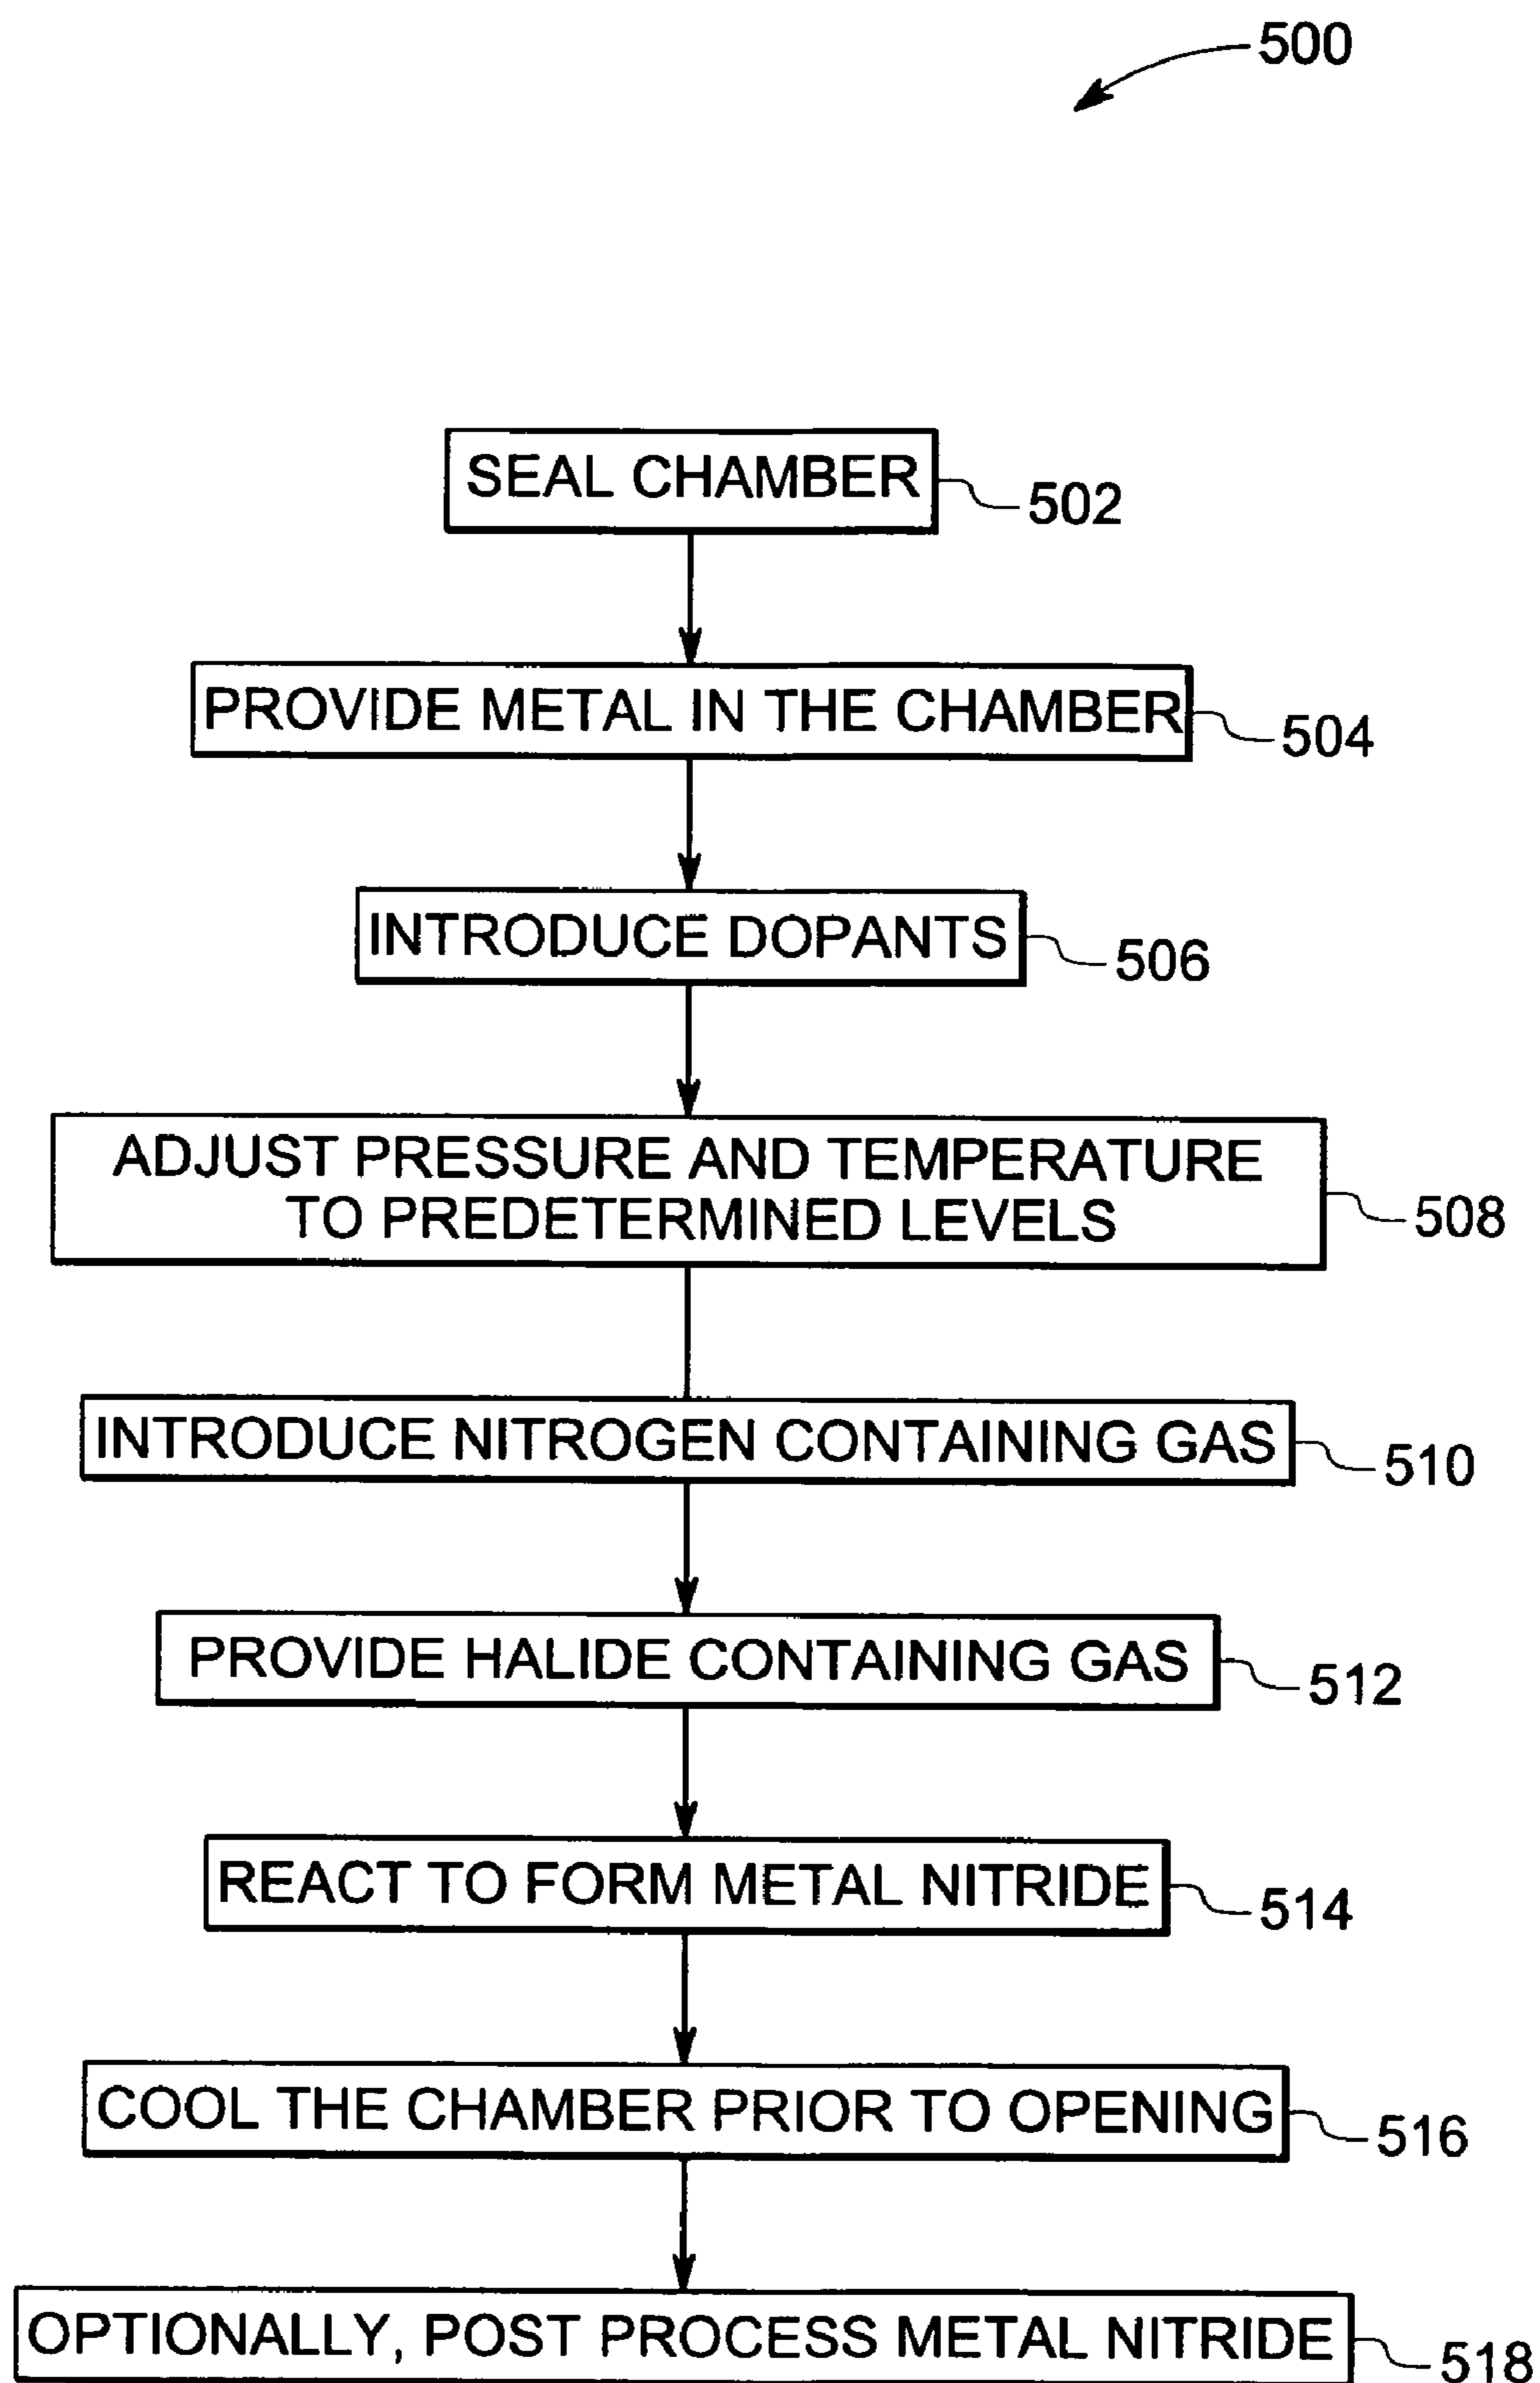 500
SEAL CHAMBER
502
PROVIDE METAL IN THE CHAMBER
504
INTRODUCE DOPANTS
506
ADJUST PRESSURE AND TEMPERATURE
TO PREDETERMINED LEVELS
508
INTRODUCE NITROGEN CONTAINING GAS
510
PROVIDE HALIDE CONTAINING GAS
512
REACT TO FORM METAL NITRIDE
514
COOL THE CHAMBER PRIOR TO OPENING
516
OPTIONALLY, POST PROCESS METAL NITRIDE
518